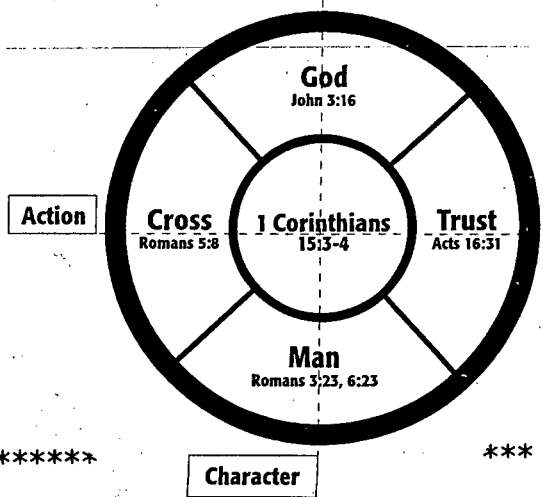 God
John 3:16
Action
Cross
Romans 5:8
1 Corinthians
15:3-4
Trust
Acts 16:31
Man
Romans 3:23, 6:23
******
***
Character